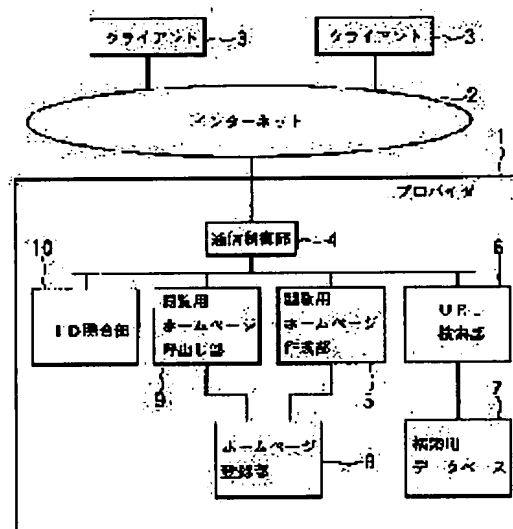 クライアント 3 クライアント 3
2
インターネット
1
プロバイダ
通信制御部 4
10 6
ID照合部
閲覧用
ホームページ
呼出し部
閲覧用
ホームページ
作成部
URL
検索部
9 5 7
ホームページ
登録部
8
検索用
データベース